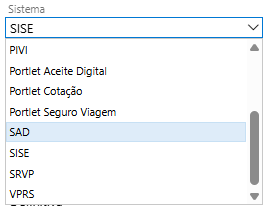 Sistema
SISE
PIVI
Portlet Aceite Digital
Portlet Cotação
Portlet Seguro Viagem
SAD
SISE
SRVP
VPRS